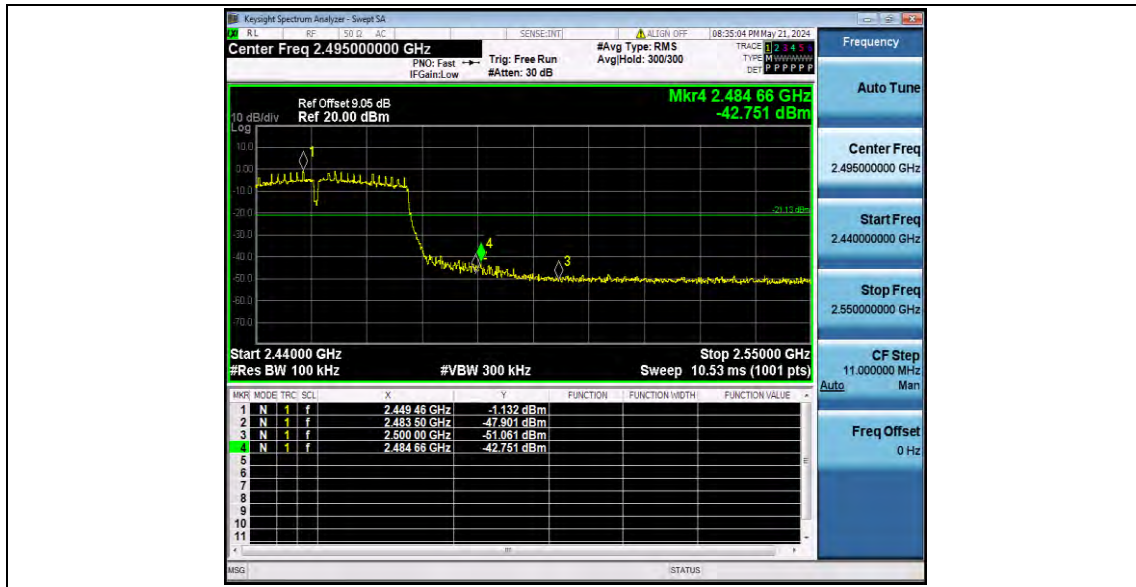 Keysight Spectrum Analyzer - Swept SA
RL RF 50 Ω AC SENSE:INT ALIGN OFF 08:35:04 PM May 21, 2024
Center Freq 2.495000000 GHz
PNO: Fast
IFGain:Low
Trig: Free Run
#Atten: 30 dB
#Avg Type: RMS
Avg|Hold: 300/300
TRACE 1 2 3 4 5 6
TYPE M WWWWW
DET P P P P P P
Ref Offset 9.05 dB
Ref 20.00 dBm
10 dB/div
Log
Mkr4 2.484 66 GHz
-42.751 dBm
10.0
0.00
-10.0
-20.0
-30.0
-40.0
-50.0
-60.0
-70.0
-21.13 dBm
1
4
2
3
Start 2.44000 GHz Stop 2.55000 GHz
#Res BW 100 kHz #VBW 300 kHz Sweep 10.53 ms (1001 pts)
MKR MODE TRC SCL X Y FUNCTION FUNCTION WIDTH FUNCTION VALUE
1 N 1 f 2.449 46 GHz -1.132 dBm
2 N 1 f 2.483 50 GHz -47.901 dBm
3 N 1 f 2.500 00 GHz -51.061 dBm
4 N 1 f 2.484 66 GHz -42.751 dBm
5
6
7
8
9
10
11
MSG STATUS
Frequency
Auto Tune
Center Freq
2.495000000 GHz
Start Freq
2.440000000 GHz
Stop Freq
2.550000000 GHz
CF Step
11.000000 MHz
Auto Man
Freq Offset
0 Hz